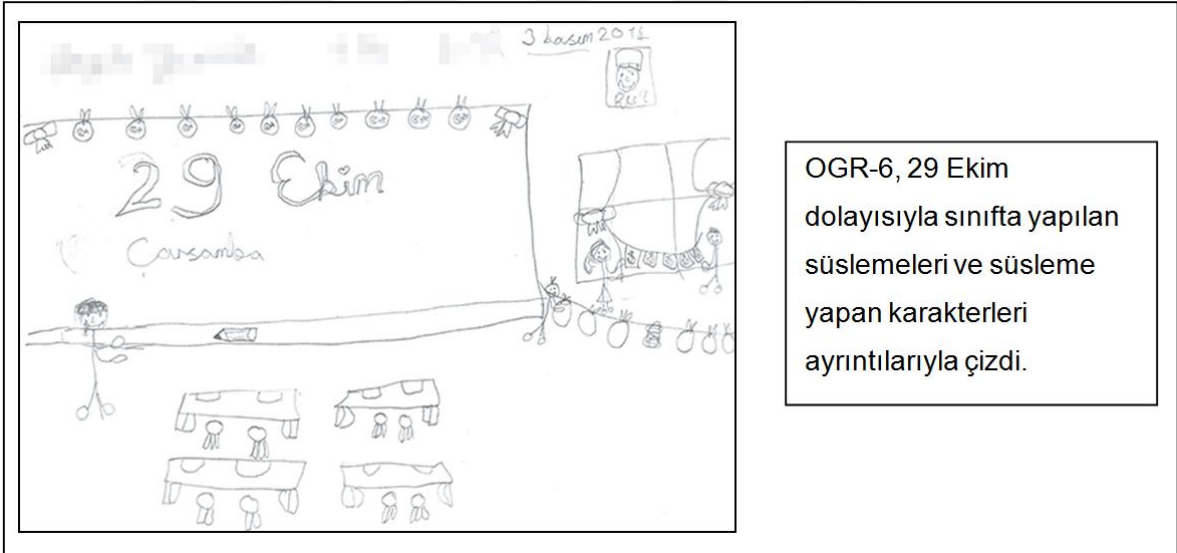 3 kasım 2011
29 Ekim
Çarşamba
OGR-6, 29 Ekim
dolayısıyla sınıfta yapılan
süslemeleri ve süsleme
yapan karakterleri
ayrıntılarıyla çizdi.